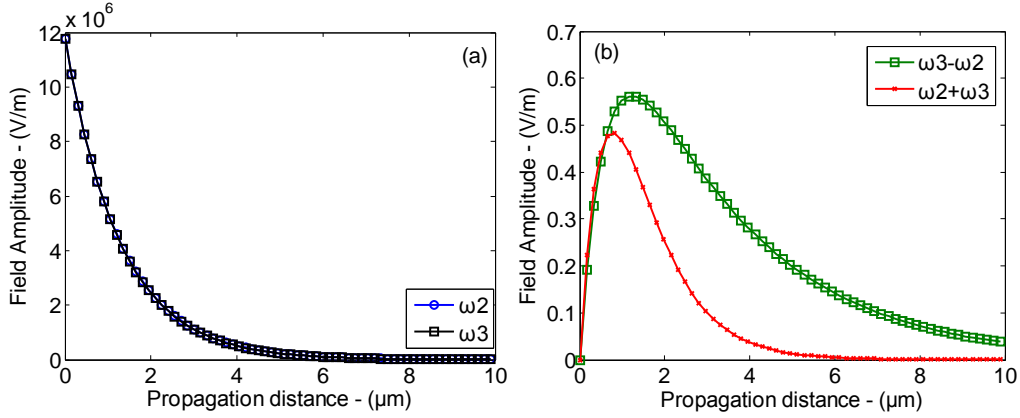 x 10⁶
12
10
8
6
4
2
0
0 2 4 6 8 10
Field Amplitude - (V/m)
Propagation distance - (µm)
(a)
ω2
ω3
0.7
0.6
0.5
0.4
0.3
0.2
0.1
0
0 2 4 6 8 10
Field Amplitude - (V/m)
Propagation distance - (µm)
(b)
ω3-ω2
ω2+ω3